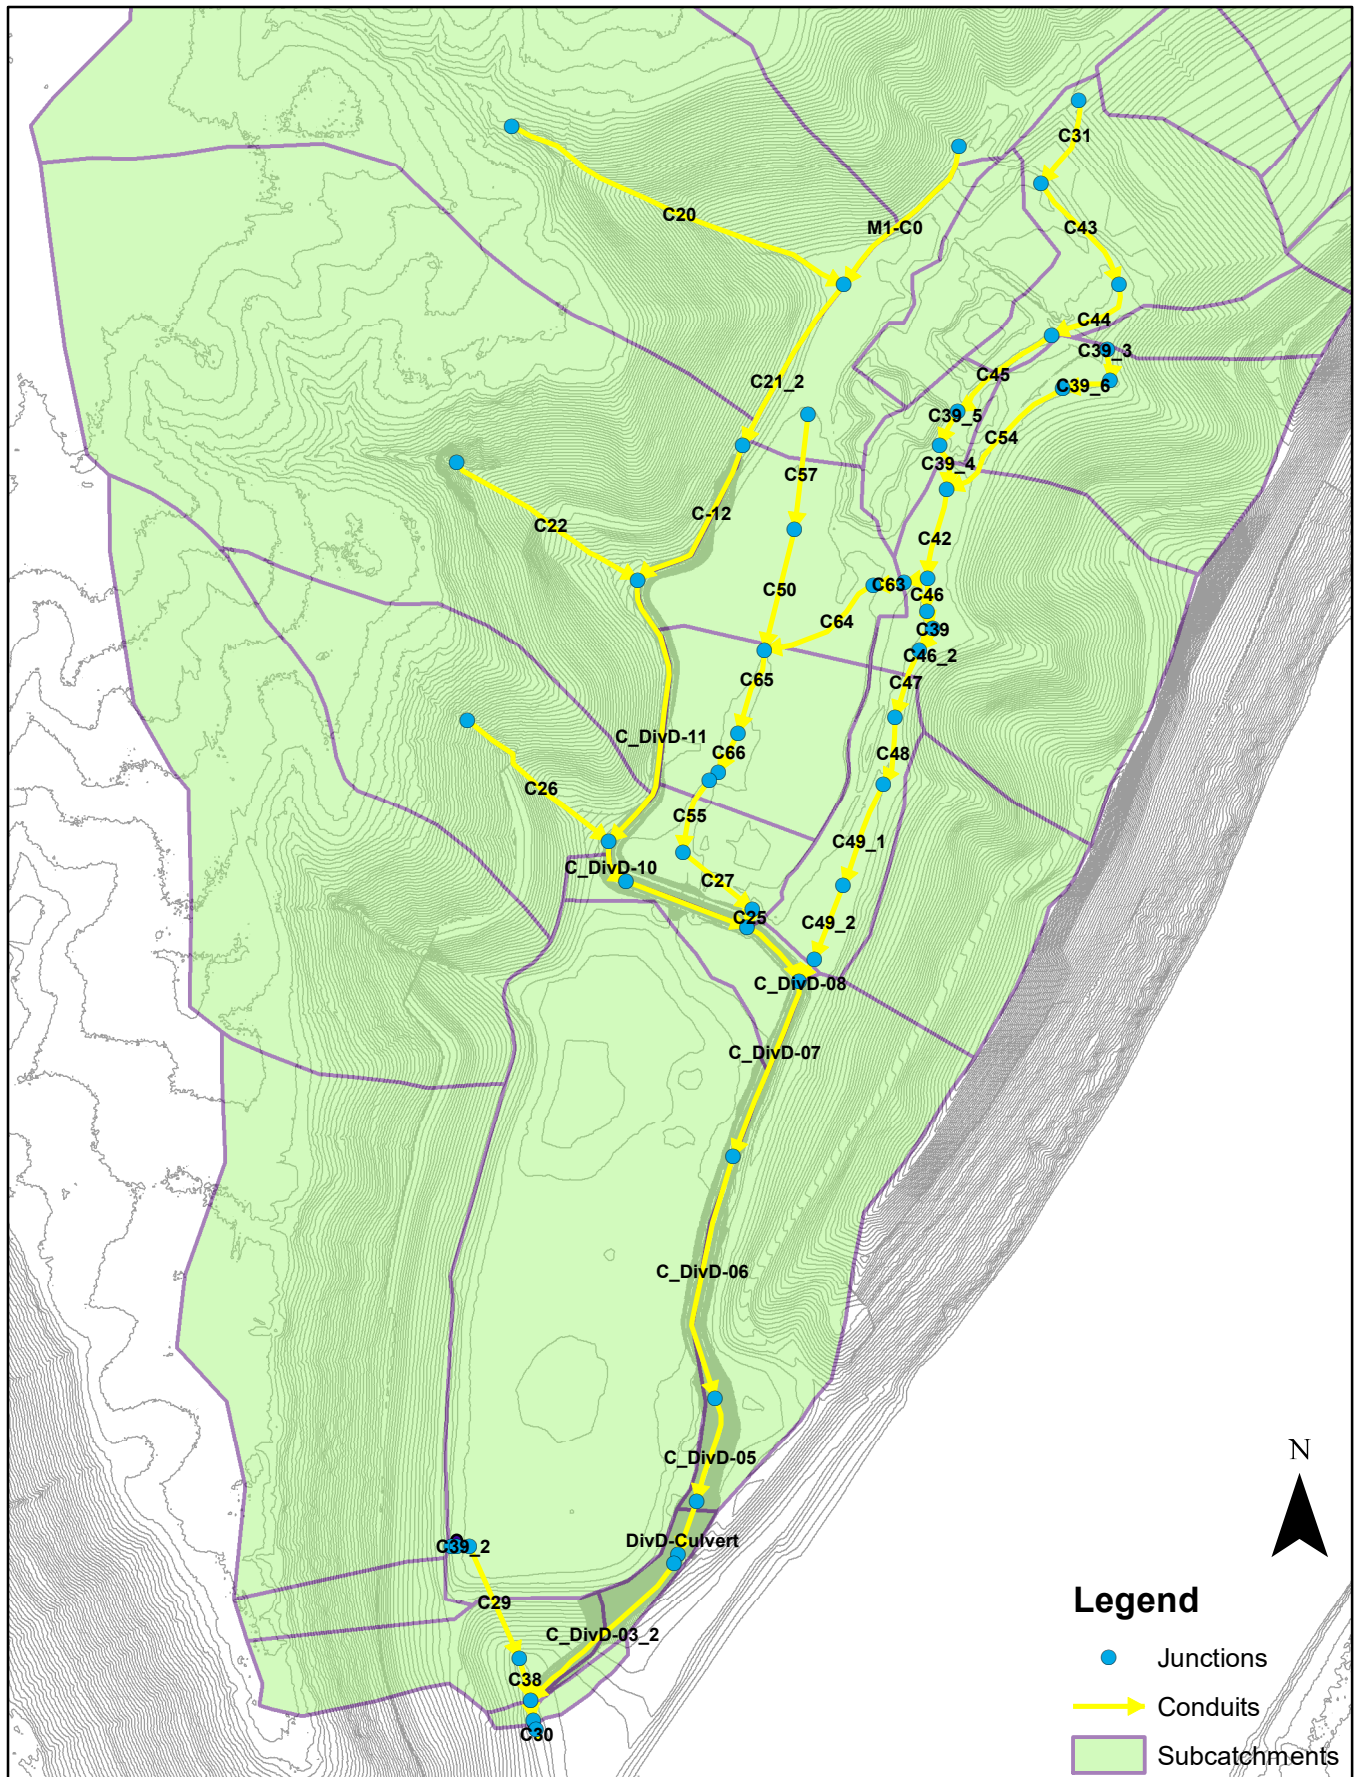 C31
C20
M1-C0
C43
C44
C39_3
C45
C21_2
C39_6
C39_5
C54
C39_4
C57
C-12
C22
C42
C63
C50
C46
C64
C39
C46_2
C65
C47
C_DivD-11
C66
C48
C26
C55
C49_1
C_DivD-10
C27
C25
C49_2
C_DivD-08
C_DivD-07
C_DivD-06
C_DivD-05
DivD-Culvert
C39_2
C29
C_DivD-03_2
C38
C30
N
Legend
Junctions
Conduits
Subcatchments